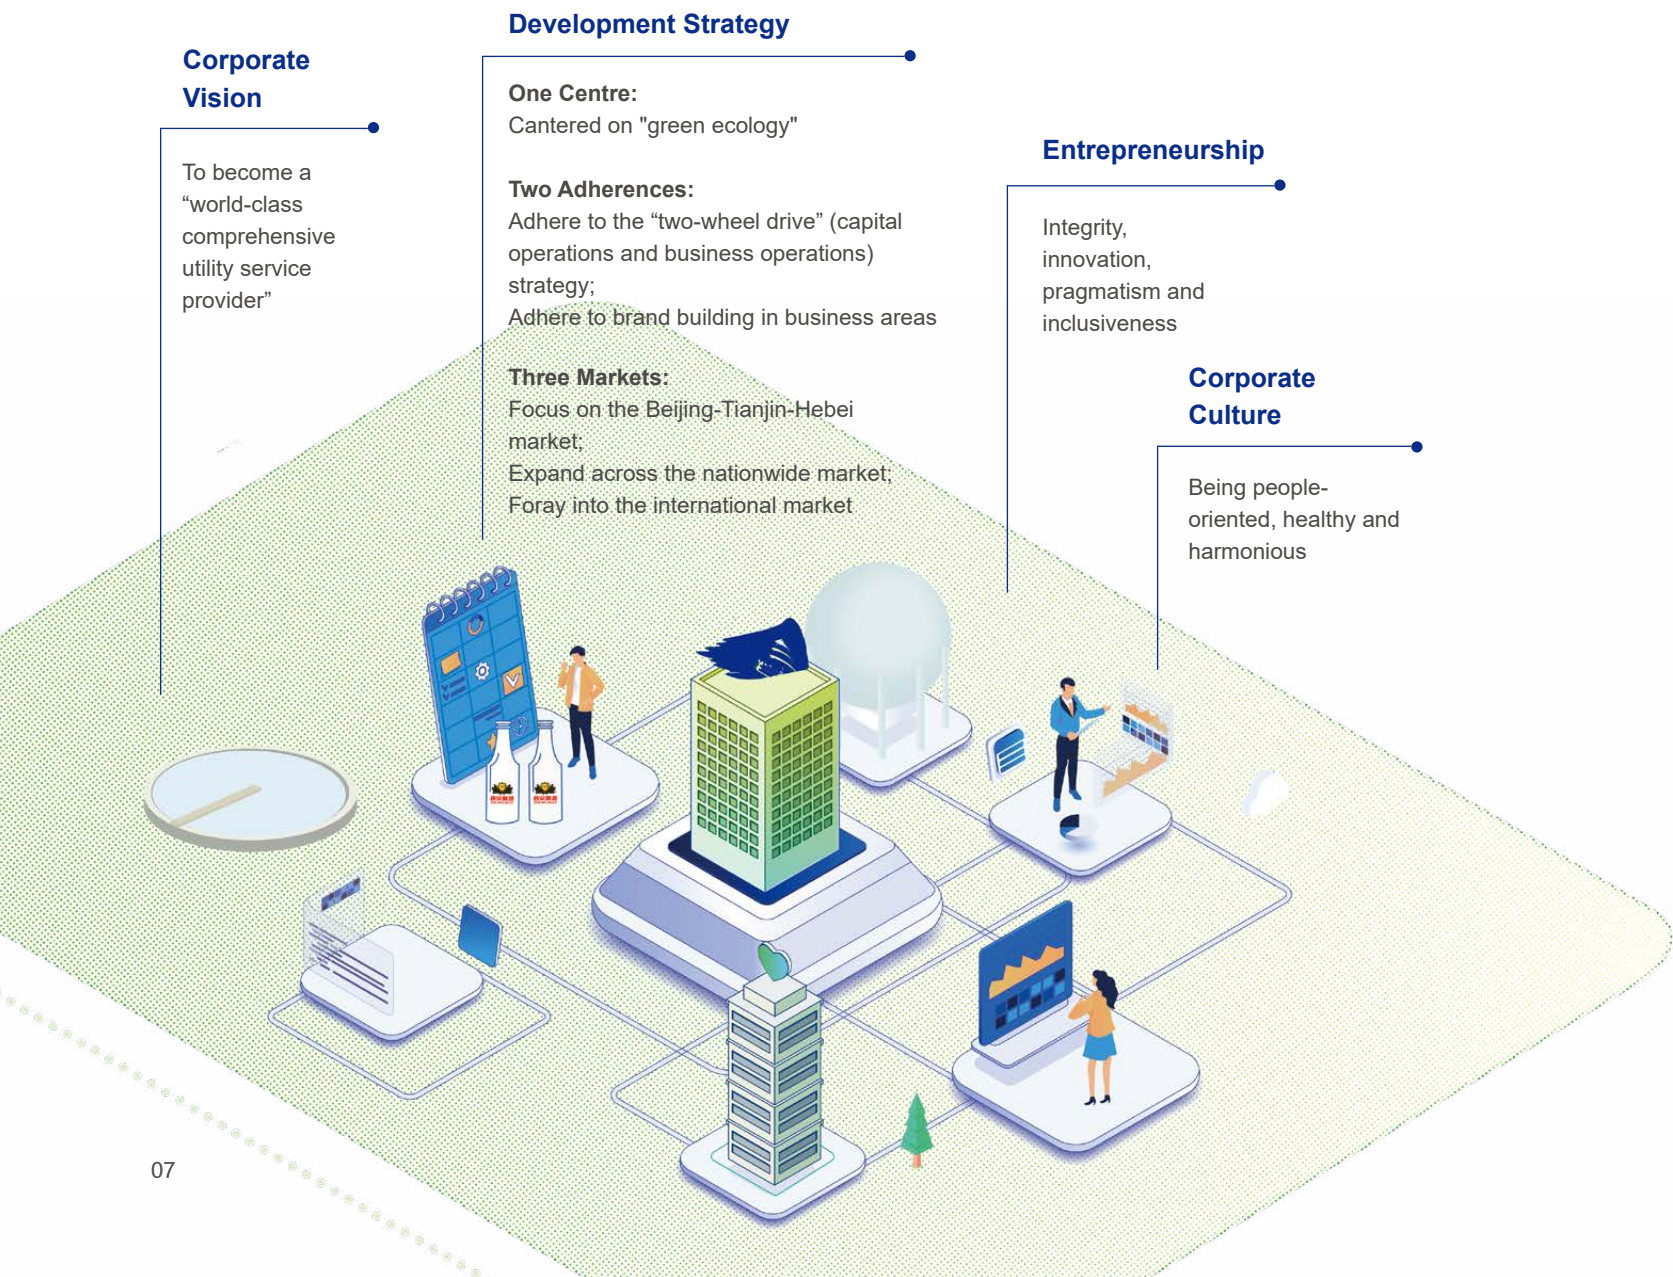 Corporate
Vision
To become a
“world-class
comprehensive
utility service
provider”
Development Strategy
One Centre:
Cantered on "green ecology"
Two Adherences:
Adhere to the “two-wheel drive” (capital
operations and business operations)
strategy;
Adhere to brand building in business areas
Three Markets:
Focus on the Beijing-Tianjin-Hebei
market;
Expand across the nationwide market;
Foray into the international market
Entrepreneurship
Integrity,
innovation,
pragmatism and
inclusiveness
Corporate
Culture
Being people-
oriented, healthy and
harmonious
07